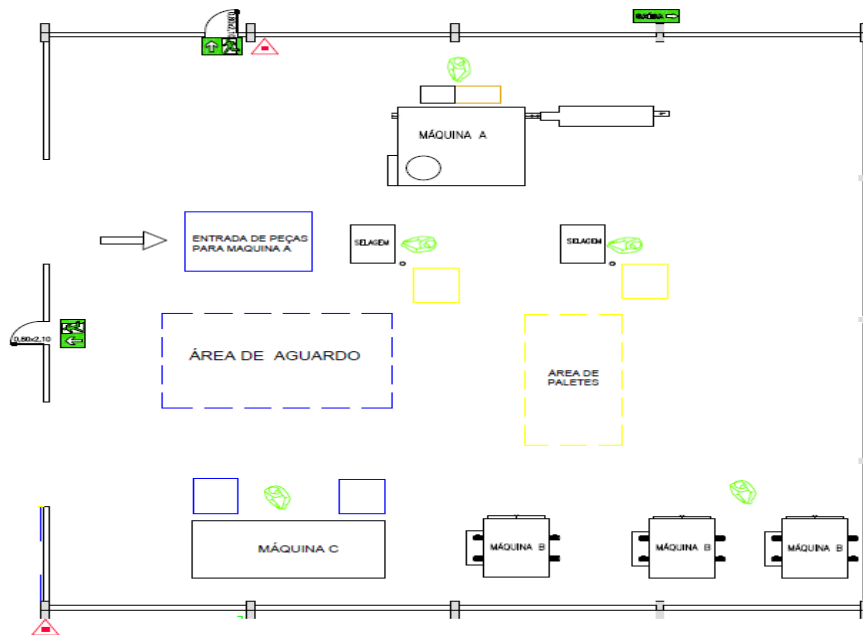 MÁQUINA A
ENTRADA DE PEÇAS
PARA MAQUINA A
SELAGEM
SELAGEM
0,80x2,10
ÁREA DE AGUARDO
ÁREA DE
PALETES
MÁQUINA C
MÁQUINA B
MÁQUINA B
MÁQUINA B